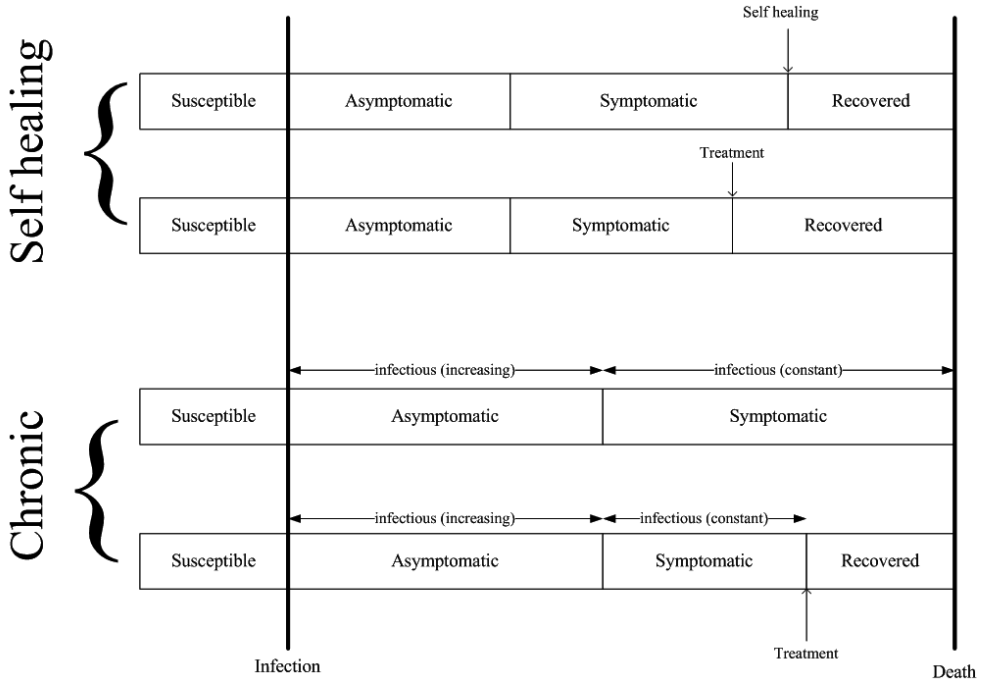 Self healing
Self healing
Susceptible Asymptomatic Symptomatic Recovered
Treatment
Susceptible Asymptomatic Symptomatic Recovered
Chronic
infectious (increasing) infectious (constant)
Susceptible Asymptomatic Symptomatic
infectious (increasing) infectious (constant)
Susceptible Asymptomatic Symptomatic Recovered
Treatment
Infection
Death